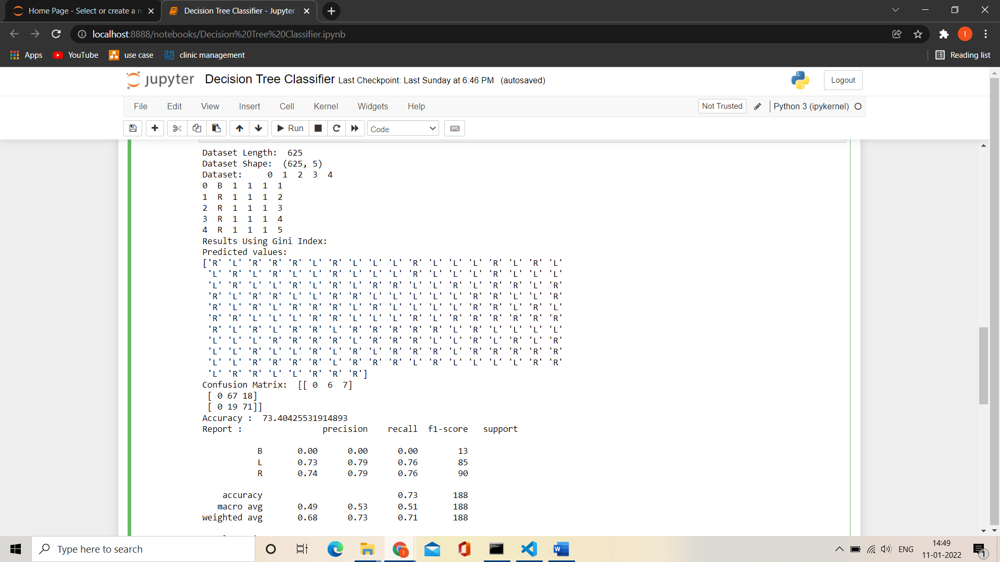 Home Page - Select or create a n
Decision Tree Classifier - Jupyter
localhost:8888/notebooks/Decision%20Tree%20Classifier.ipynb
I
Apps YouTube use case clinic management Reading list
jupyter Decision Tree Classifier Last Checkpoint: Last Sunday at 6:46 PM (autosaved) Logout
File Edit View Insert Cell Kernel Widgets Help Not Trusted Python 3 (ipykernel)
Run Code
Dataset Length:  625
Dataset Shape:  (625, 5)
Dataset:     0  1  2  3  4
0  B  1  1  1  1
1  R  1  1  1  2
2  R  1  1  1  3
3  R  1  1  1  4
4  R  1  1  1  5
Results Using Gini Index:
Predicted values:
['R' 'L' 'R' 'R' 'R' 'L' 'R' 'L' 'L' 'L' 'R' 'L' 'L' 'L' 'R' 'L' 'R' 'L'
 'L' 'R' 'L' 'R' 'L' 'L' 'R' 'L' 'L' 'L' 'R' 'L' 'L' 'L' 'R' 'L' 'L' 'L'
 'L' 'R' 'L' 'L' 'R' 'L' 'R' 'L' 'R' 'R' 'L' 'L' 'R' 'L' 'R' 'R' 'L' 'R'
 'R' 'L' 'R' 'R' 'L' 'L' 'R' 'R' 'L' 'L' 'L' 'L' 'L' 'R' 'R' 'L' 'L' 'R'
 'R' 'L' 'R' 'L' 'R' 'R' 'R' 'L' 'R' 'L' 'L' 'L' 'L' 'R' 'R' 'L' 'R' 'L'
 'R' 'R' 'L' 'L' 'L' 'R' 'R' 'L' 'L' 'L' 'R' 'L' 'R' 'R' 'R' 'R' 'R' 'R'
 'R' 'L' 'R' 'L' 'R' 'R' 'L' 'R' 'R' 'R' 'R' 'R' 'L' 'R' 'L' 'L' 'L' 'L'
 'L' 'L' 'L' 'R' 'R' 'R' 'R' 'L' 'R' 'R' 'R' 'L' 'L' 'R' 'L' 'R' 'L' 'R'
 'L' 'L' 'R' 'L' 'L' 'R' 'L' 'R' 'L' 'R' 'R' 'R' 'L' 'R' 'R' 'R' 'R' 'R'
 'L' 'L' 'R' 'R' 'R' 'R' 'L' 'R' 'R' 'R' 'L' 'R' 'L' 'L' 'L' 'L' 'R' 'R'
 'L' 'R' 'R' 'L' 'L' 'R' 'R' 'R']
Confusion Matrix:  [[ 0  6  7]
 [ 0 67 18]
 [ 0 19 71]]
Accuracy :  73.40425531914893
Report :                precision    recall  f1-score   support
B       0.00      0.00      0.00        13
L       0.73      0.79      0.76        85
R       0.74      0.79      0.76        90
accuracy                           0.73       188
macro avg       0.49      0.53      0.51       188
weighted avg       0.68      0.73      0.71       188
Type here to search
ENG
14:49
11-01-2022
1